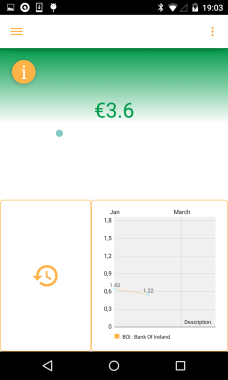 19:03
i
€3.6
Jan March
1,8
1,5
1,2
0,9
0,6
0,3
0
1.43
1.22
Description.
BOI : Bank Of Ireland